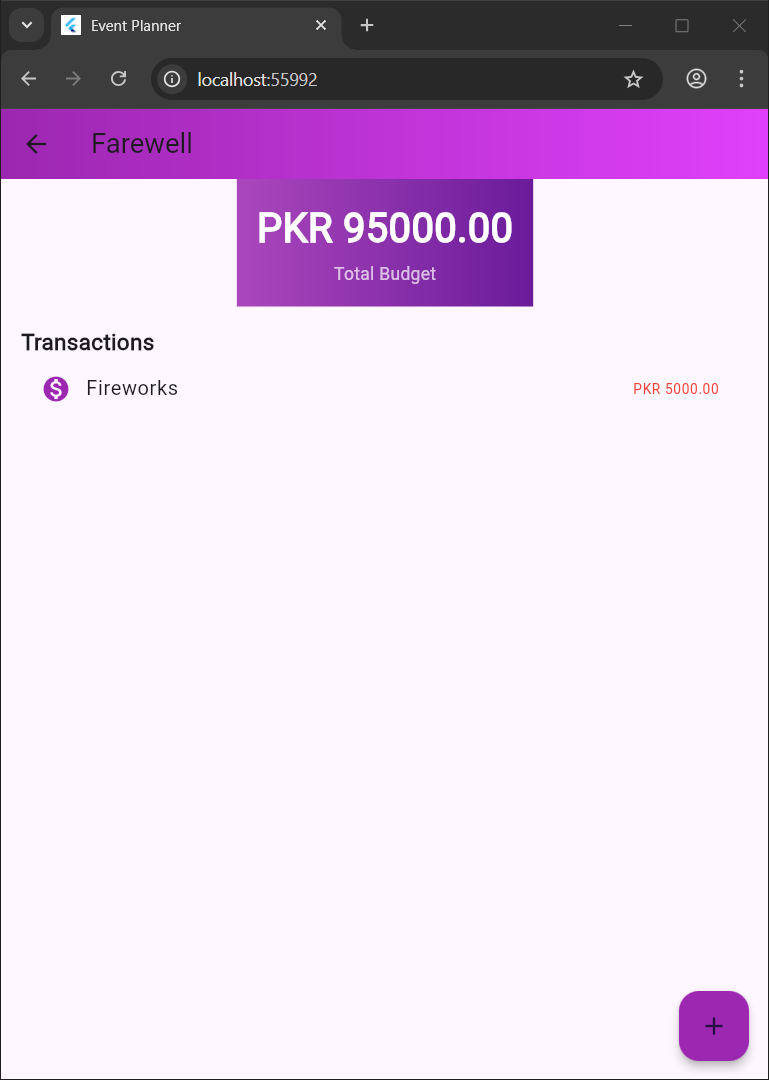 Event Planner
localhost:55992
Farewell
PKR 95000.00
Total Budget
Transactions
Fireworks PKR 5000.00